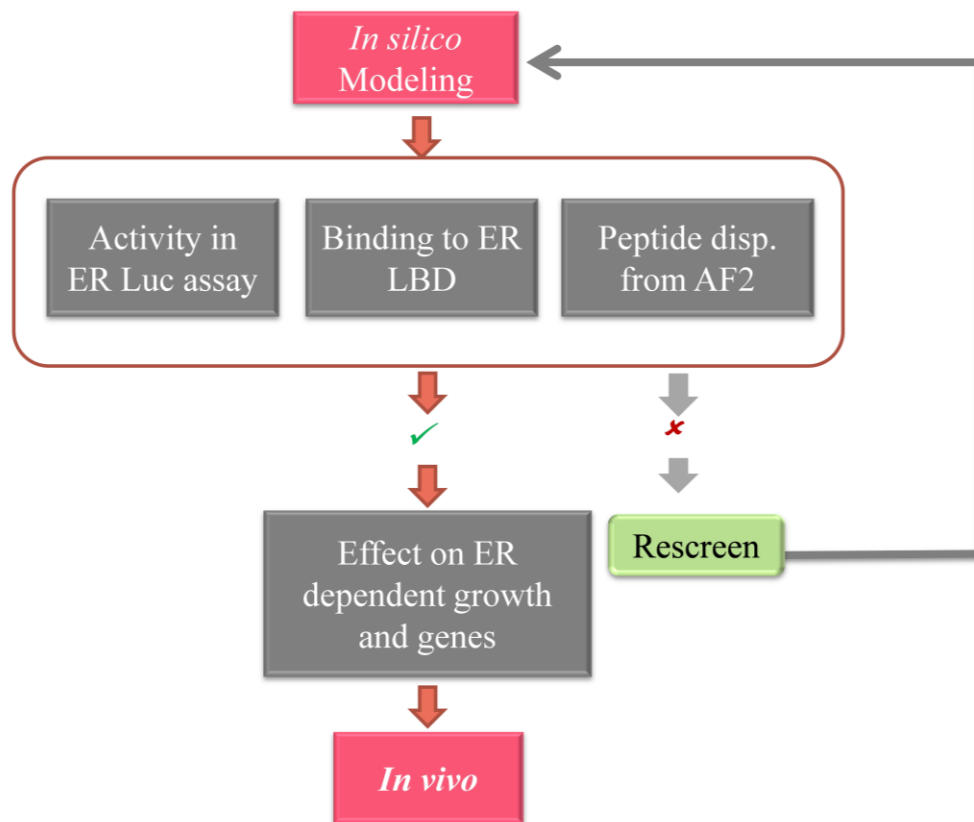 In silico
Modeling
Activity in
ER Luc assay
Binding to ER
LBD
Peptide disp.
from AF2
✓
✘
Effect on ER
dependent growth
and genes
Rescreen
In vivo